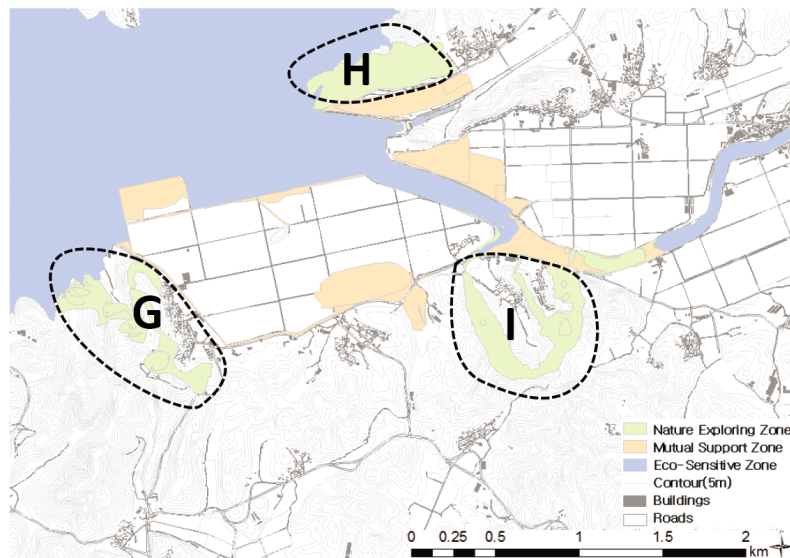 H
G
I
Nature Exploring Zone
Mutual Support Zone
Eco-Sensitive Zone
Contour(5m)
Buildings
Roads
0 0.25 0.5 1 1.5 2
km